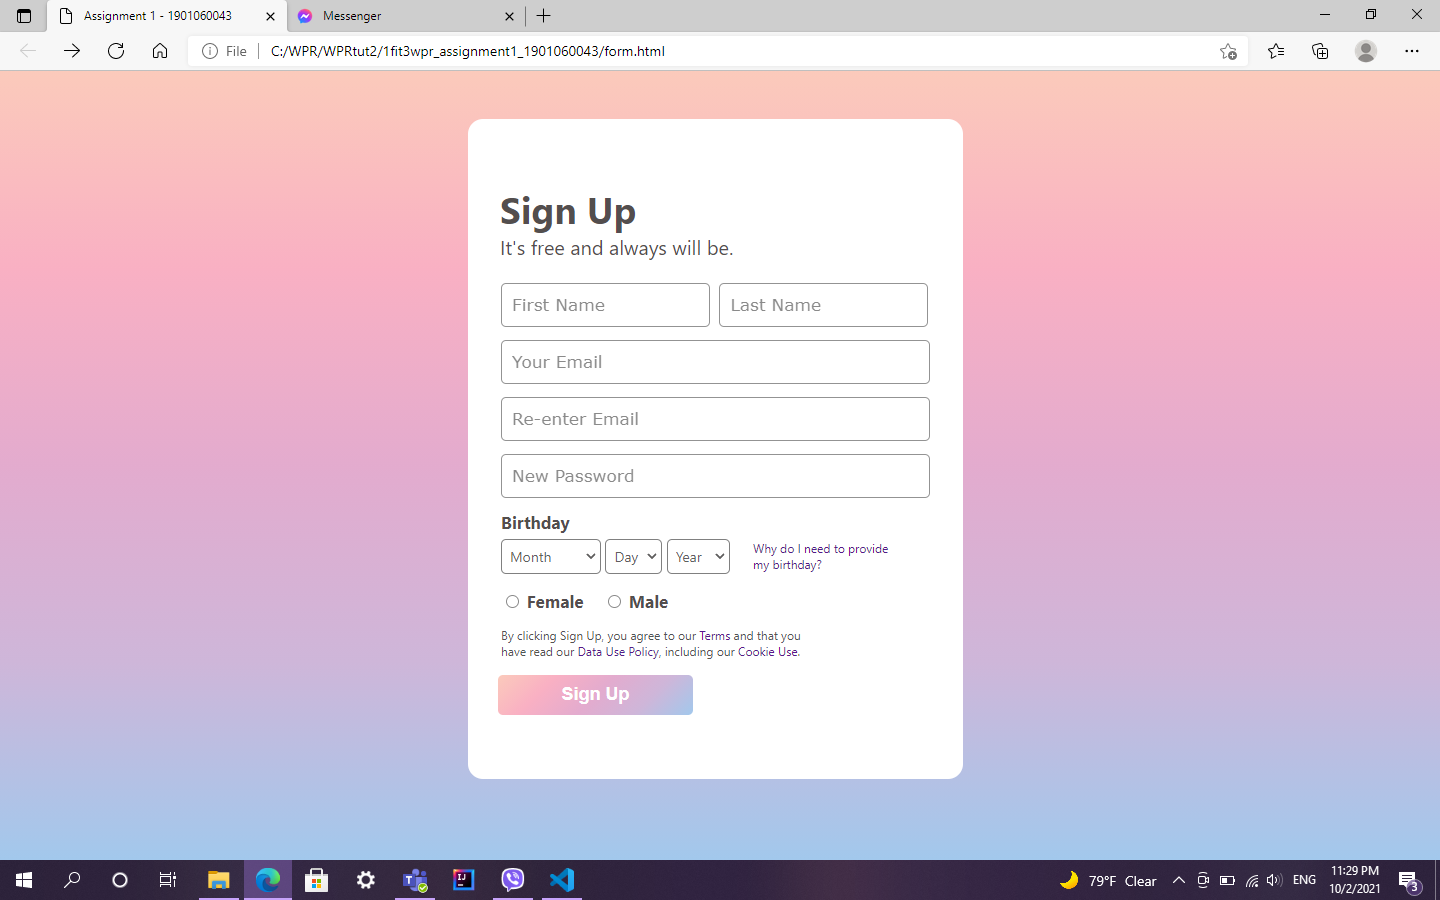 Assignment 1 - 1901060043
Messenger
File
C:/WPR/WPRtut2/1fit3wpr_assignment1_1901060043/form.html
Sign Up
It's free and always will be.
First Name
Last Name
Your Email
Re-enter Email
New Password
Birthday
Month
Day
Year
Why do I need to provide
my birthday?
Female
Male
By clicking Sign Up, you agree to our Terms and that you
have read our Data Use Policy, including our Cookie Use.
Sign Up
79°F Clear
ENG
11:29 PM
10/2/2021
3